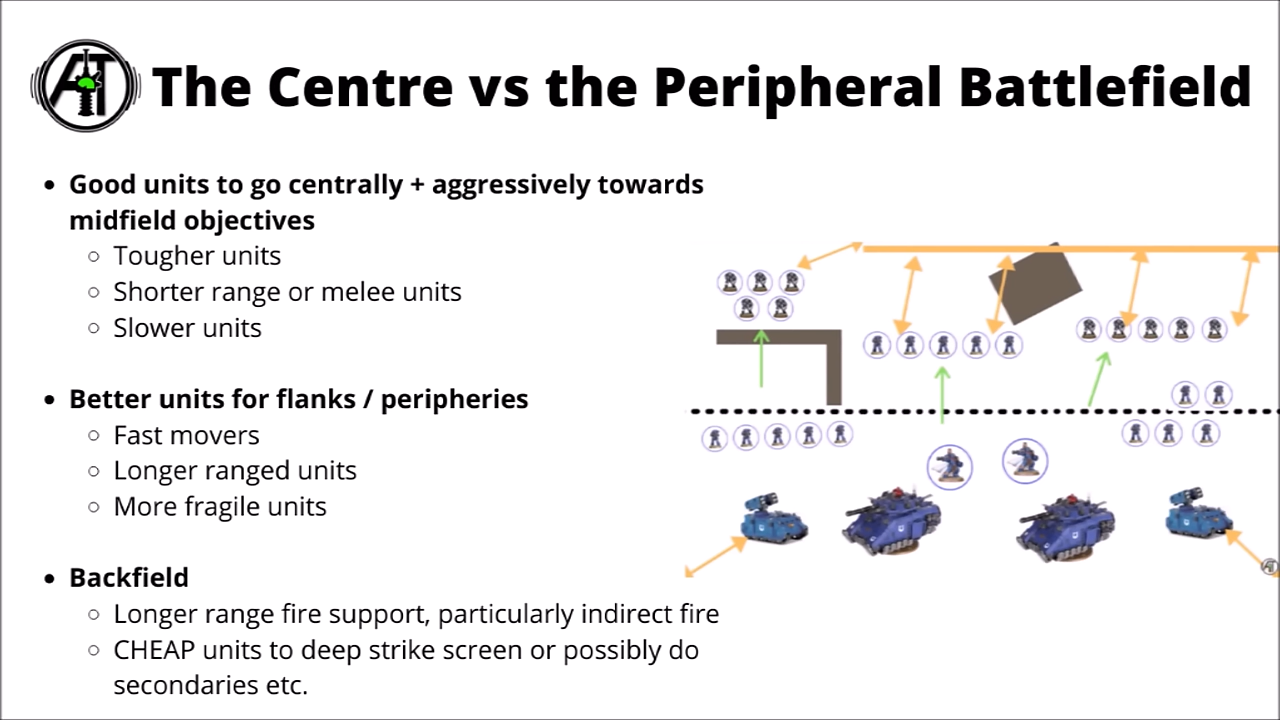 AT
The Centre vs the Peripheral Battlefield
• Good units to go centrally + aggressively towards
midfield objectives
○ Tougher units
○ Shorter range or melee units
○ Slower units
• Better units for flanks / peripheries
○ Fast movers
○ Longer ranged units
○ More fragile units
• Backfield
○ Longer range fire support, particularly indirect fire
○ CHEAP units to deep strike screen or possibly do
secondaries etc.
AT